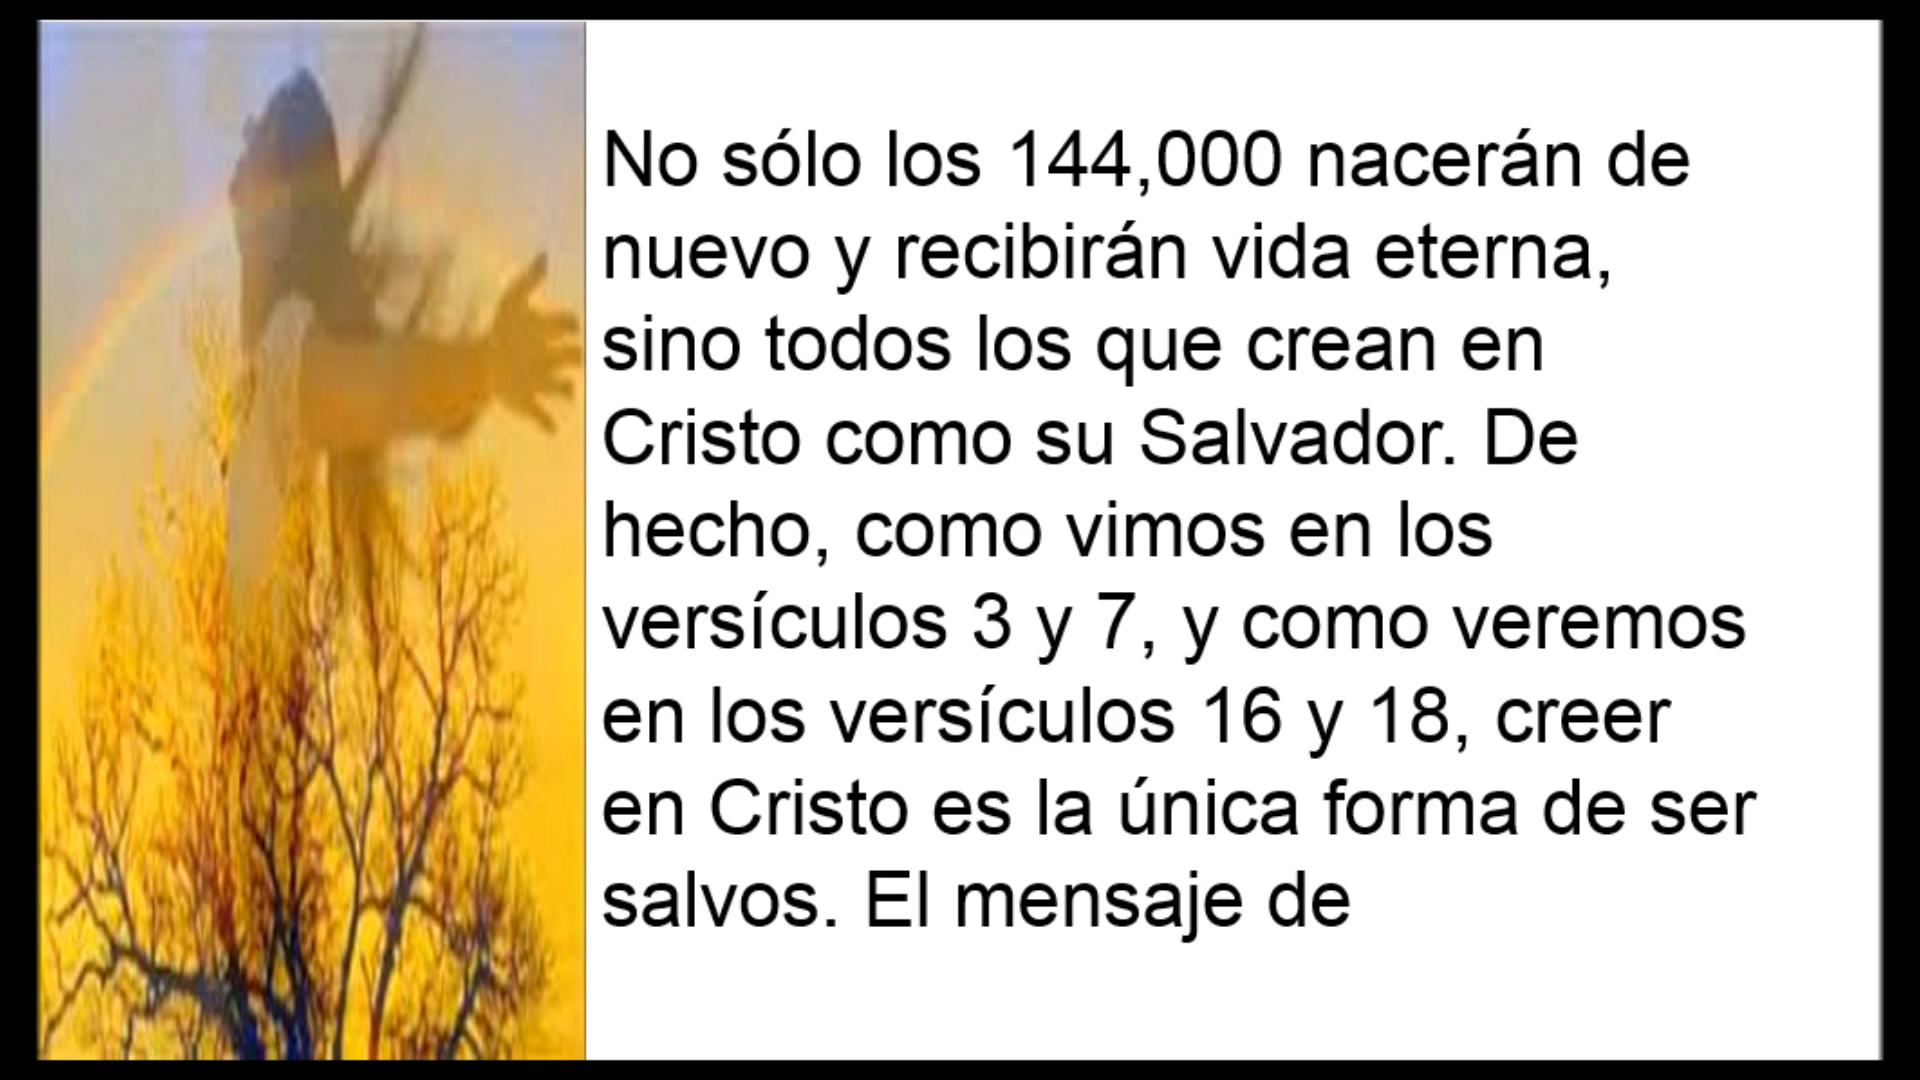 No sólo los 144,000 nacerán de
nuevo y recibirán vida eterna,
sino todos los que crean en
Cristo como su Salvador. De
hecho, como vimos en los
versículos 3 y 7, y como veremos
en los versículos 16 y 18, creer
en Cristo es la única forma de ser
salvos. El mensaje de